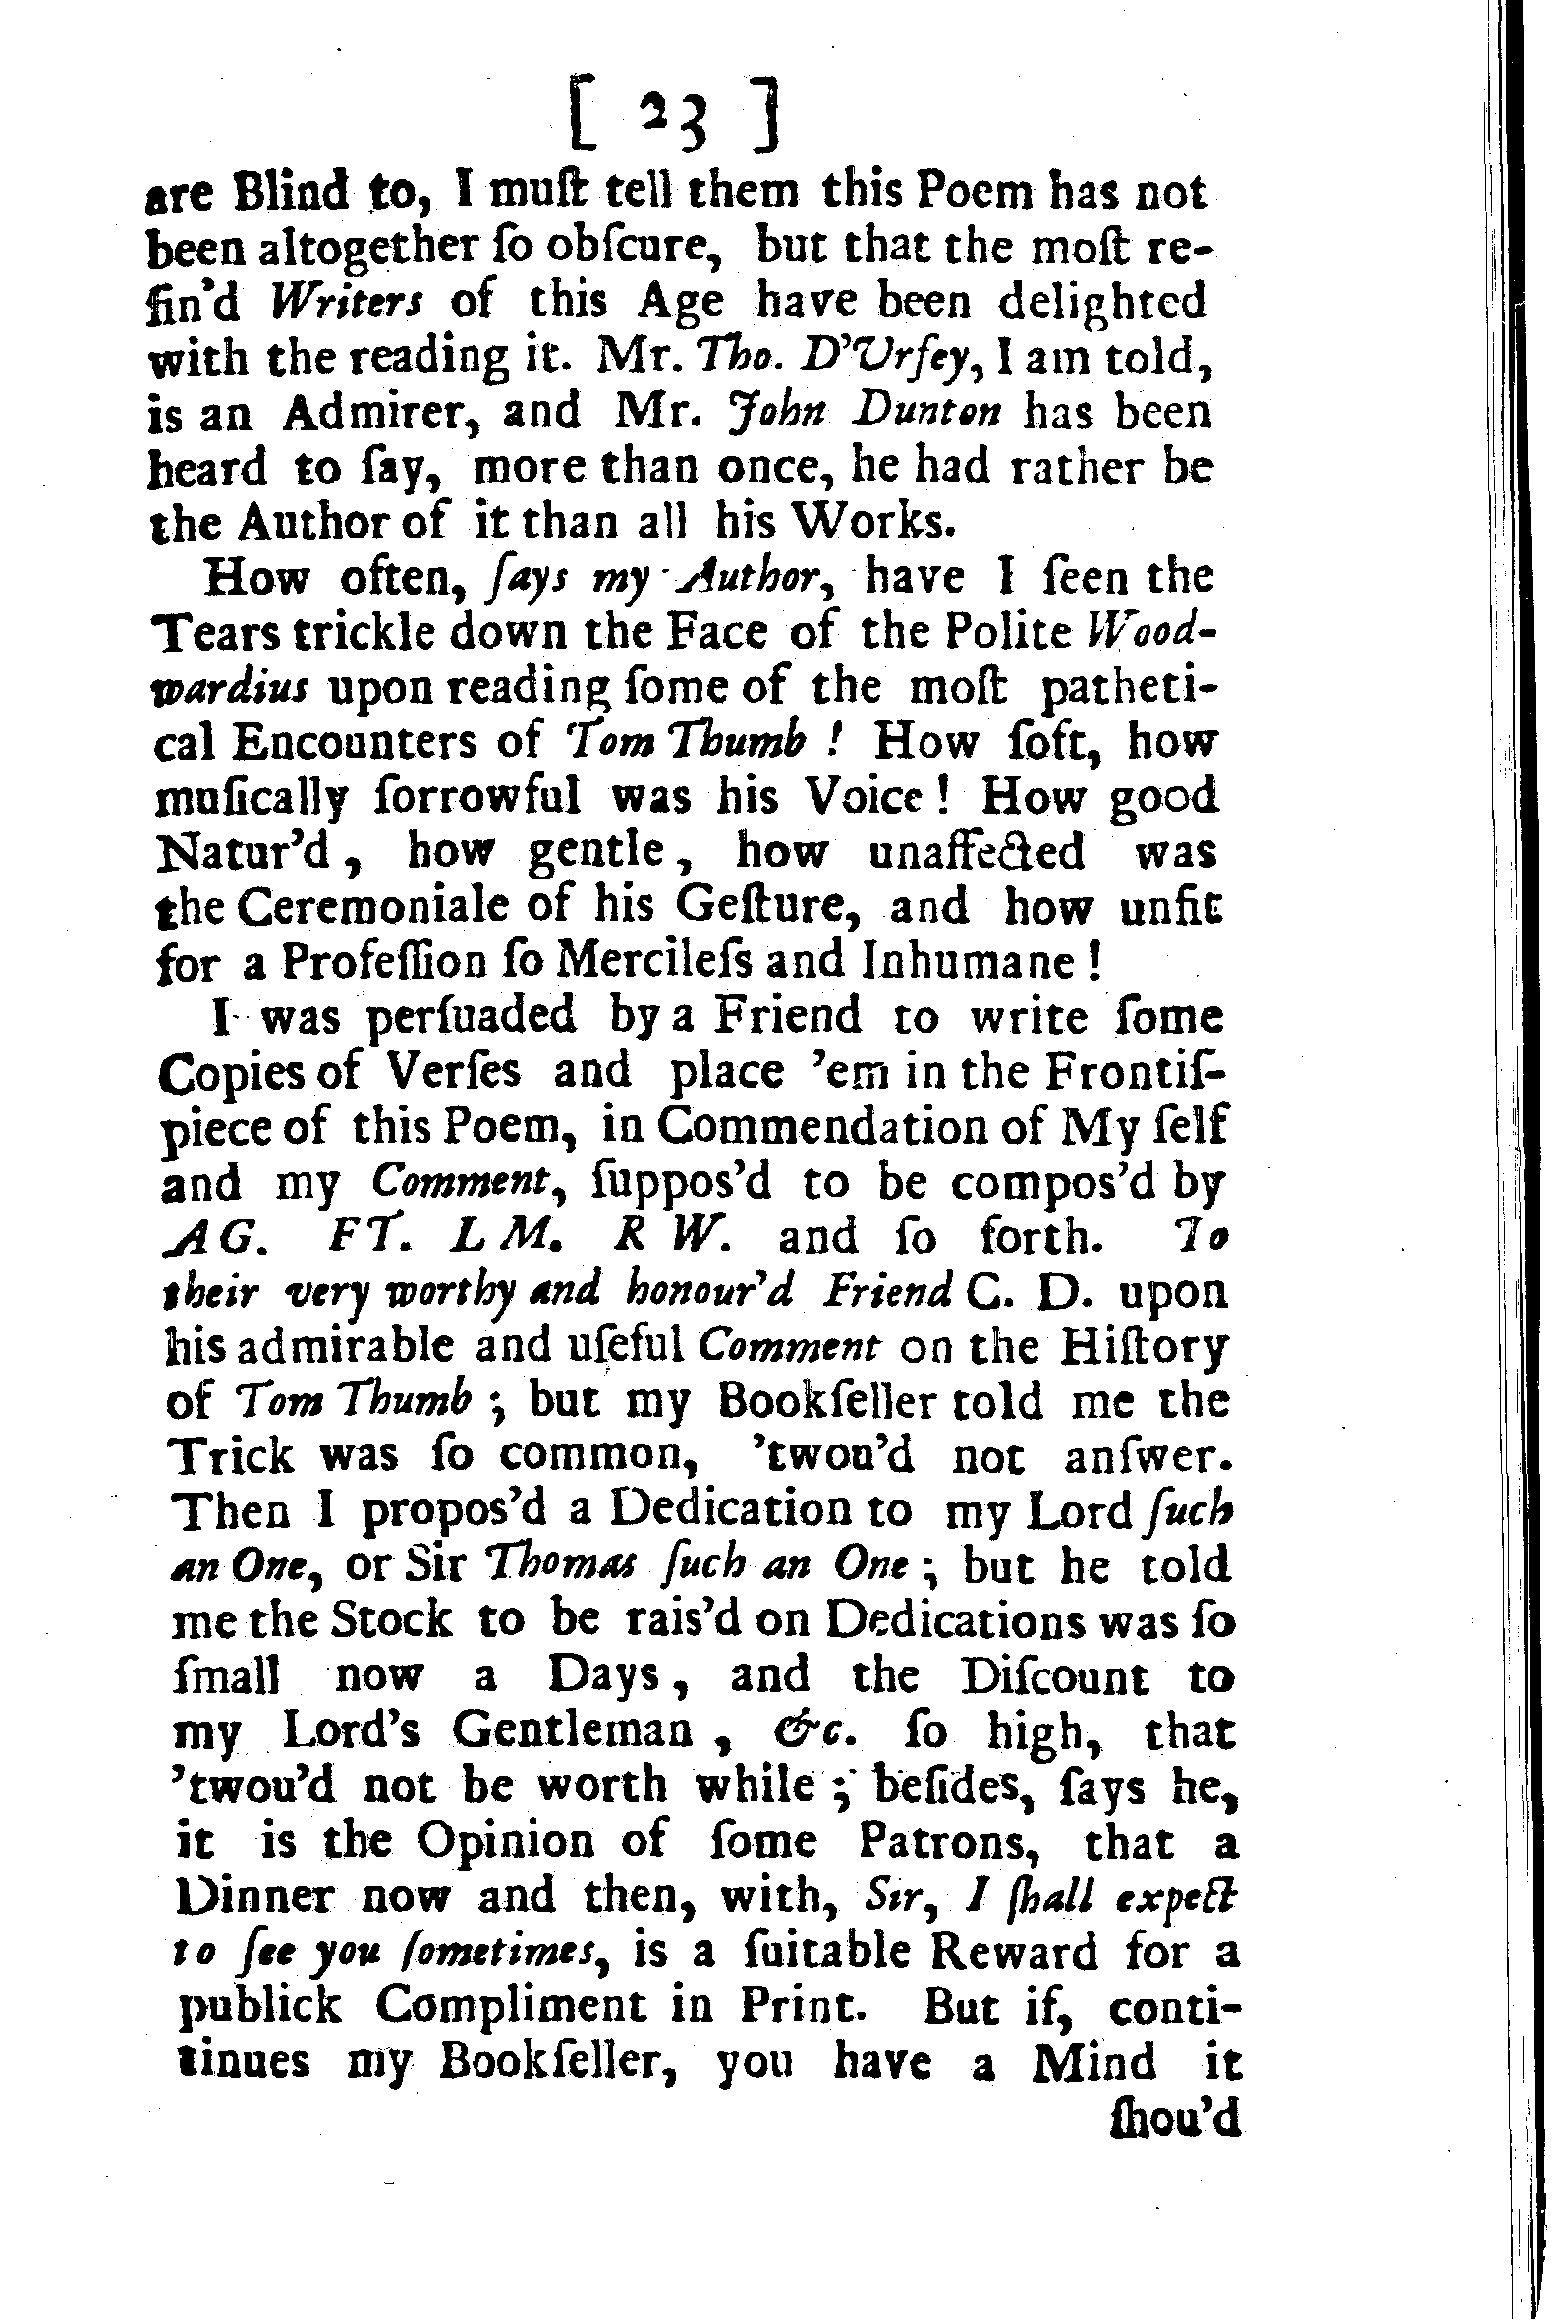 [ 23 ]
are Blind to, I muſt tell them this Poem has not
been altogether ſo obſcure, but that the moſt re-
fin'd Writers of this Age have been delighted
with the reading it. Mr. Tho. D'Urfey, I am told,
is an Admirer, and Mr. John Dunton has been
heard to ſay, more than once, he had rather be
the Author of it than all his Works.
How often, ſays my Author, have I ſeen the
Tears trickle down the Face of the Polite Wood-
wardius upon reading ſome of the moſt patheti-
cal Encounters of Tom Thumb ! How ſoft, how
muſically ſorrowful was his Voice! How good
Natur'd, how gentle, how unaffected was
the Ceremoniale of his Geſture, and how unfit
for a Profeſſion ſo Mercileſs and Inhumane!
I was perſuaded by a Friend to write ſome
Copies of Verſes and place 'em in the Frontiſ-
piece of this Poem, in Commendation of My ſelf
and my Comment, ſuppos'd to be compos'd by
AG. FT. LM. RW. and ſo forth. To
their very worthy and honour'd Friend C. D. upon
his admirable and uſeful Comment on the Hiſtory
of Tom Thumb ; but my Bookſeller told me the
Trick was ſo common, 'twou'd not anſwer.
Then I propos'd a Dedication to my Lord ſuch
an One, or Sir Thomas ſuch an One ; but he told
me the Stock to be rais'd on Dedications was ſo
ſmall now a Days, and the Diſcount to
my Lord's Gentleman, &c. ſo high, that
'twou'd not be worth while ; beſides, ſays he,
it is the Opinion of ſome Patrons, that a
Dinner now and then, with, Sir, I ſhall expect
to ſee you ſometimes, is a ſuitable Reward for a
publick Compliment in Print. But if, conti-
tinues my Bookſeller, you have a Mind it
ſhou'd